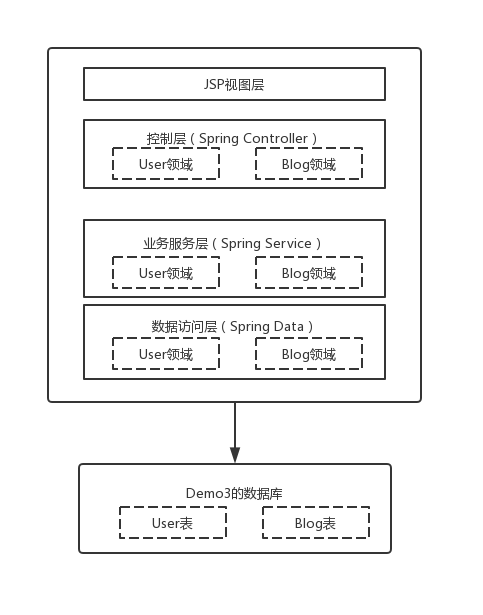 JSP视图层
控制层（Spring Controller）
User领域 Blog领域
业务服务层（Spring Service）
User领域 Blog领域
数据访问层（Spring Data）
User领域 Blog领域
Demo3的数据库
User表 Blog表